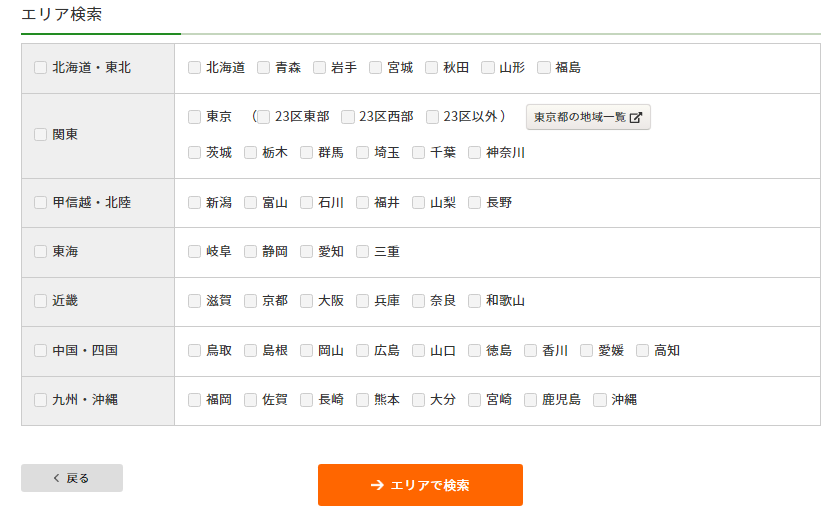 エリア検索
北海道・東北 北海道 青森 岩手 宮城 秋田 山形 福島
関東 東京 （ 23区東部 23区西部 23区以外 ） 東京都の地域一覧
茨城 栃木 群馬 埼玉 千葉 神奈川
甲信越・北陸 新潟 富山 石川 福井 山梨 長野
東海 岐阜 静岡 愛知 三重
近畿 滋賀 京都 大阪 兵庫 奈良 和歌山
中国・四国 鳥取 島根 岡山 広島 山口 徳島 香川 愛媛 高知
九州・沖縄 福岡 佐賀 長崎 熊本 大分 宮崎 鹿児島 沖縄
戻る エリアで検索